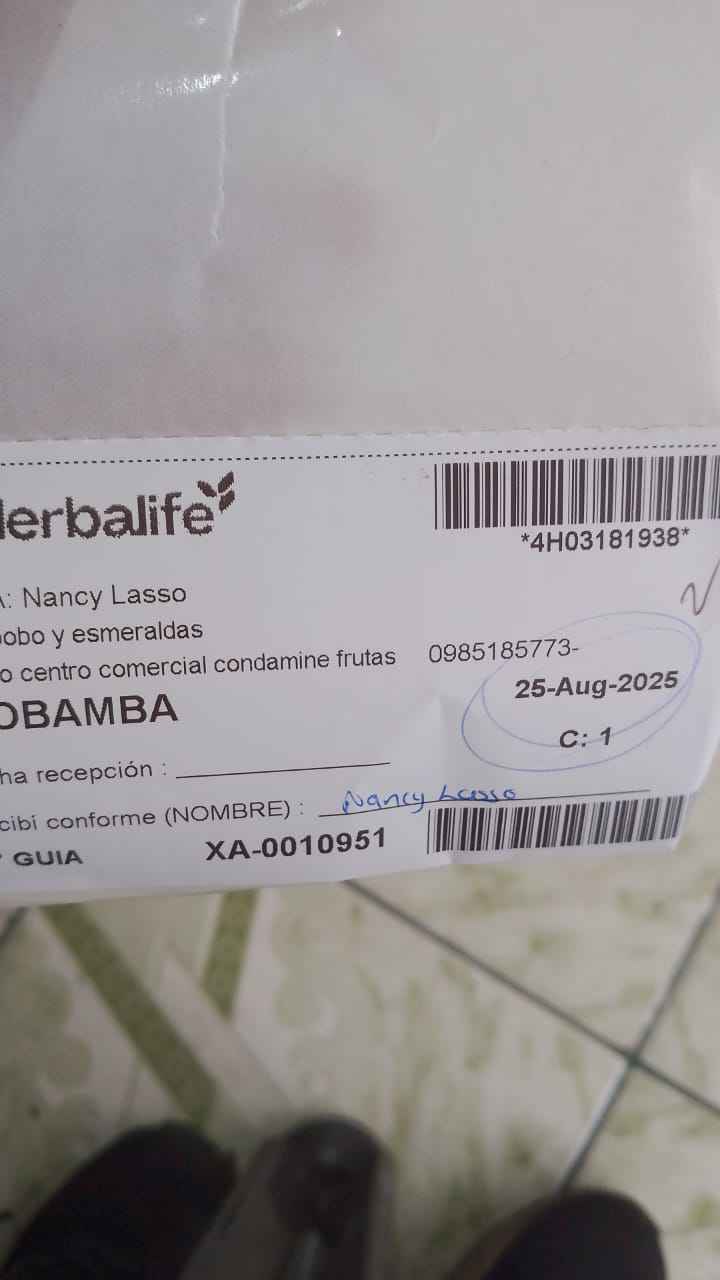 erbalife
*4H03181938*
: Nancy Lasso
obo y esmeraldas
o centro comercial condamine frutas 0985185773-
OBAMBA
25-Aug-2025
C: 1
ha recepción :
cibí conforme (NOMBRE) : Nancy Lasso
GUIA XA-0010951